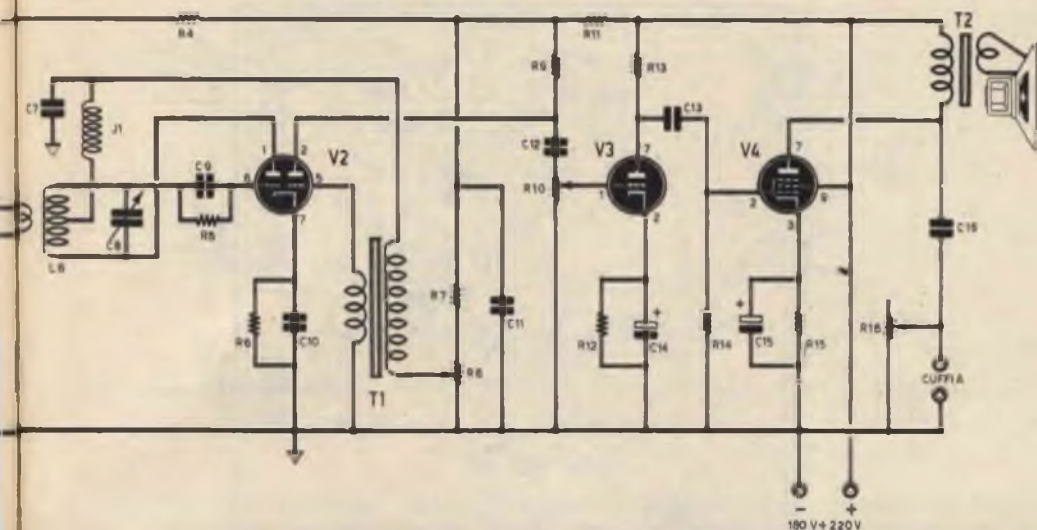 T2
R4
R11
R9
R13
C7
J1
C13
C9
V2
C12
V3
V4
1
2
7
7
6
5
R10
1
2
9
R5
7
2
3
C8
C16
L6
R7
C11
R16
R6
C10
R12
C14
R14
C15
R15
R8
CUFFIA
T1
- +
180 V÷220V